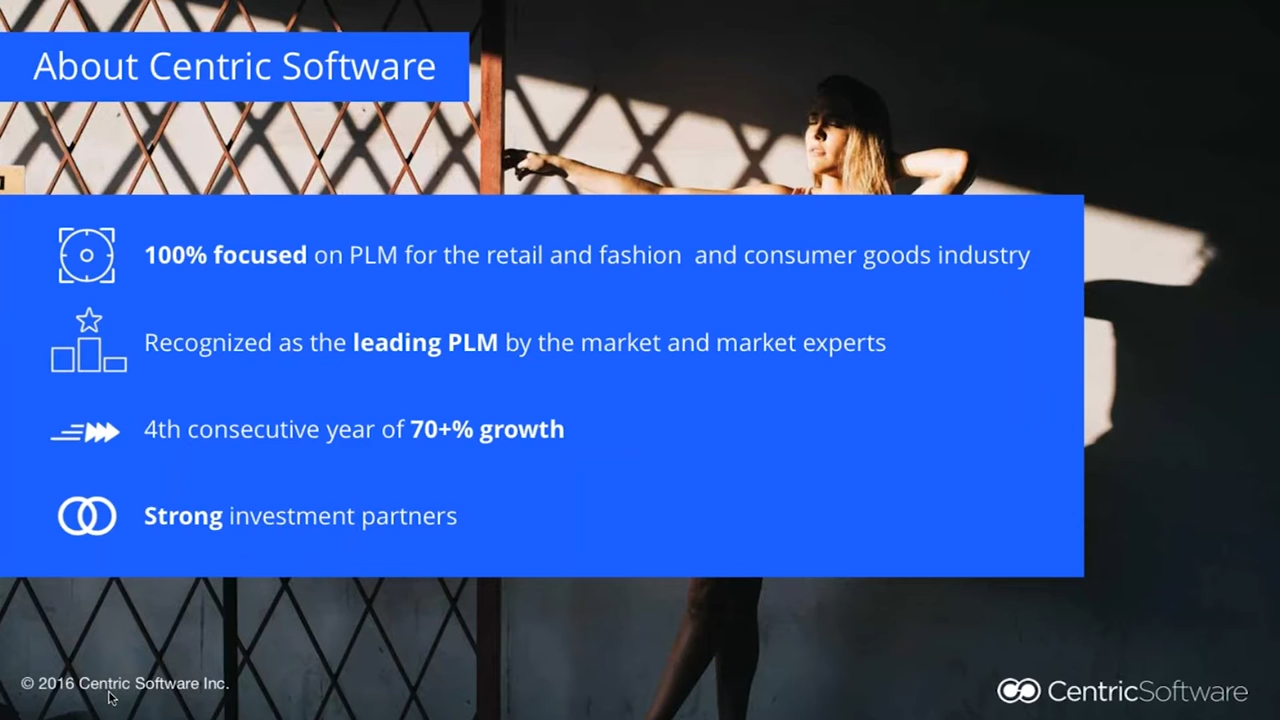 About Centric Software
100% focused on PLM for the retail and fashion  and consumer goods industry
Recognized as the leading PLM by the market and market experts
4th consecutive year of 70+% growth
Strong investment partners
© 2016 Centric Software Inc.
CentricSoftware